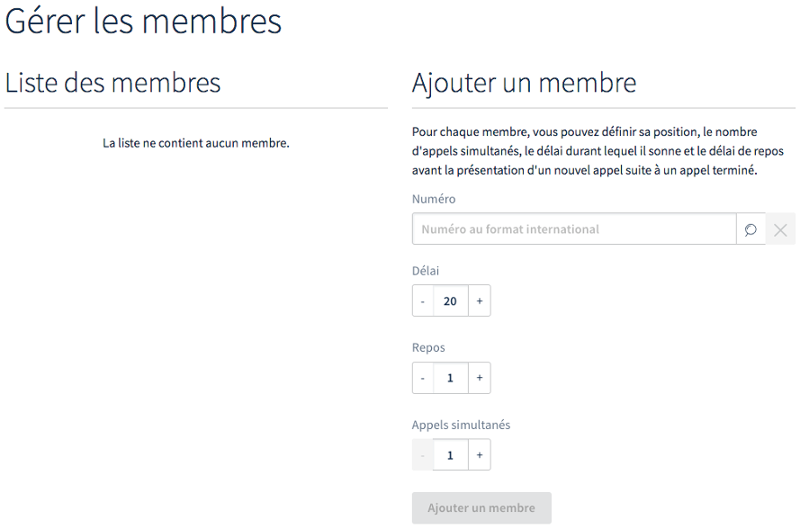 Gérer les membres
Liste des membres
La liste ne contient aucun membre.
Ajouter un membre
Pour chaque membre, vous pouvez définir sa position, le nombre
d'appels simultanés, le délai durant lequel il sonne et le délai de repos
avant la présentation d'un nouvel appel suite à un appel terminé.
Numéro
Numéro au format international
Délai
- 20 +
Repos
- 1 +
Appels simultanés
- 1 +
Ajouter un membre